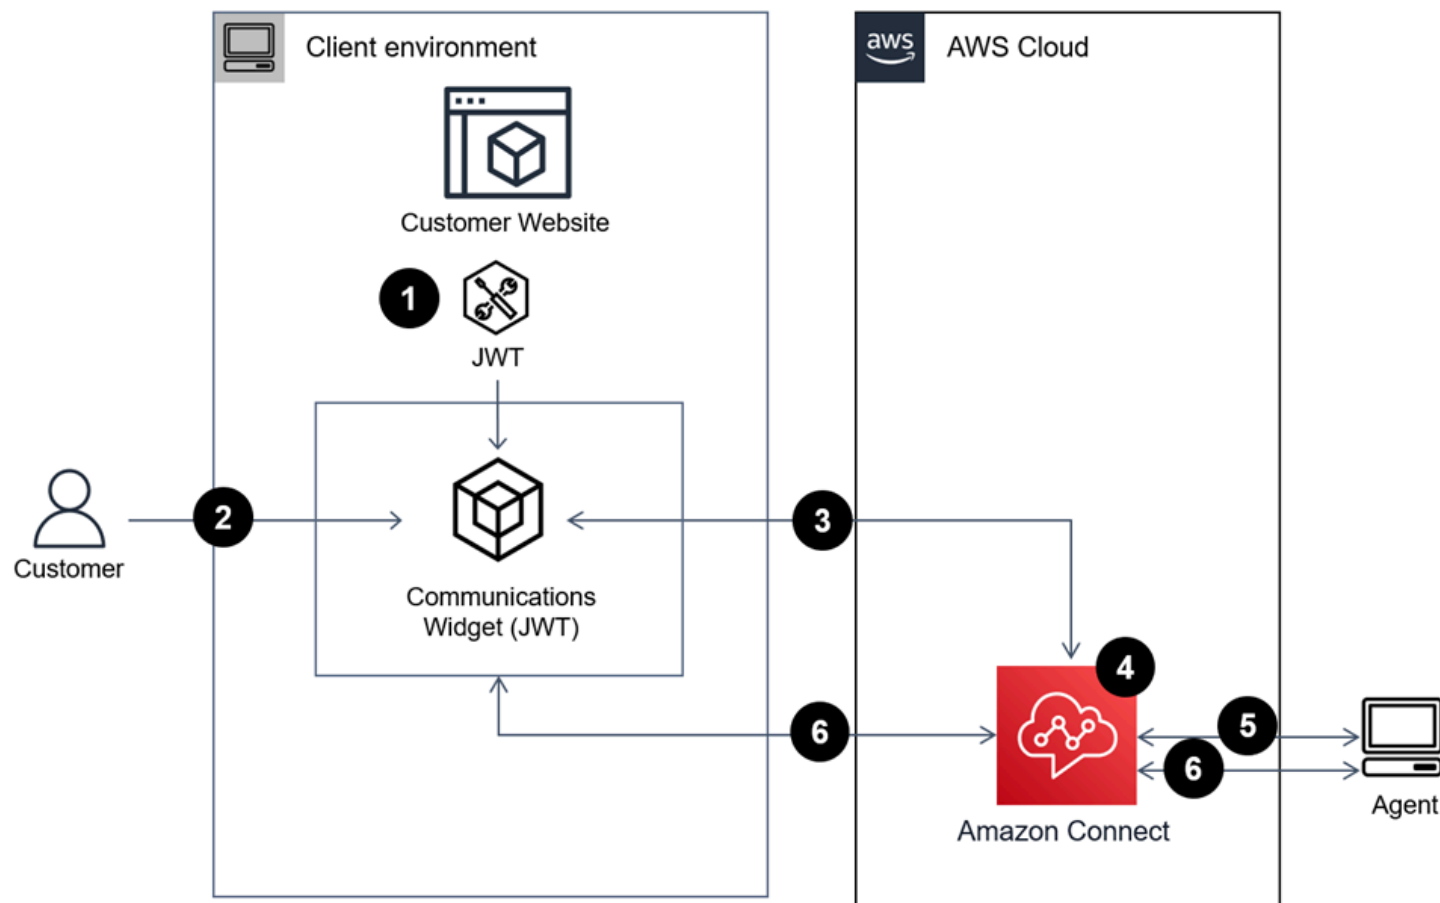 Client environment
aws
AWS Cloud
Customer Website
1
JWT
2
3
Customer
Communications
Widget (JWT)
4
5
6
6
Agent
Amazon Connect